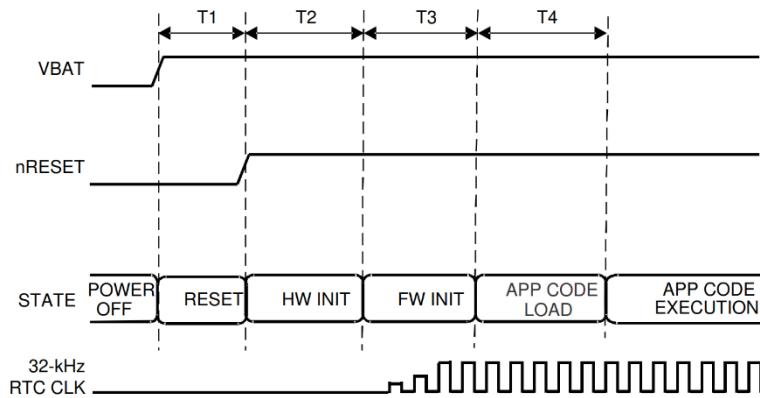 T1 T2 T3 T4
VBAT
nRESET
STATE
POWER
OFF
RESET
HW INIT
FW INIT
APP CODE
LOAD
APP CODE
EXECUTION
32-kHz
RTC CLK